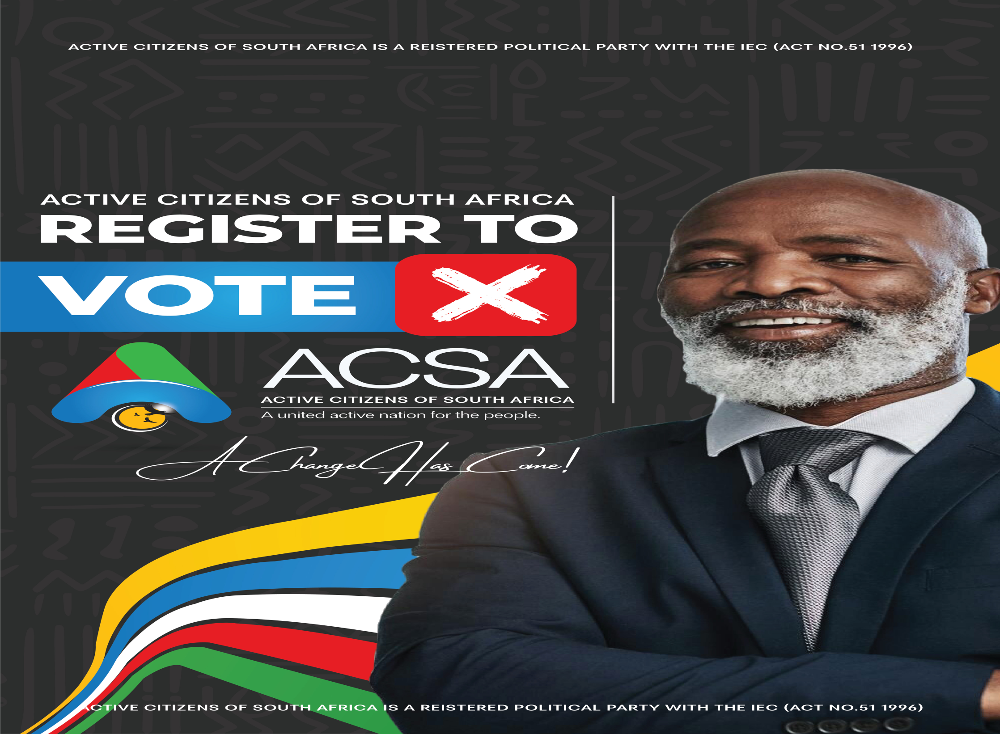 ACTIVE CITIZENS OF SOUTH AFRICA IS A REISTERED POLITICAL PARTY WITH THE IEC (ACT NO.51 1996)
ACTIVE CITIZENS OF SOUTH AFRICA
REGISTER TO
VOTE
ACSA
ACTIVE CITIZENS OF SOUTH AFRICA
A united active nation for the people.
A Change Has Come!
ACTIVE CITIZENS OF SOUTH AFRICA IS A REISTERED POLITICAL PARTY WITH THE IEC (ACT NO.51 1996)